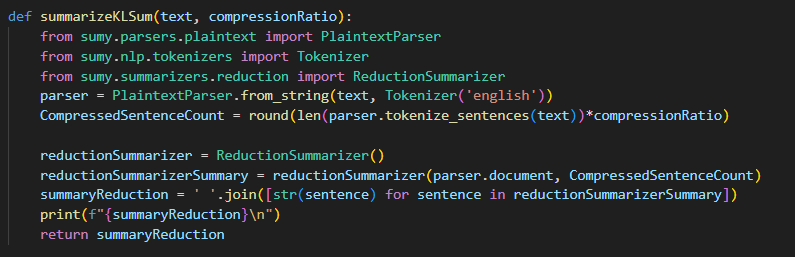 def summarizeKLSum(text, compressionRatio):
    from sumy.parsers.plaintext import PlaintextParser
    from sumy.nlp.tokenizers import Tokenizer
    from sumy.summarizers.reduction import ReductionSummarizer
    parser = PlaintextParser.from_string(text, Tokenizer('english'))
    CompressedSentenceCount = round(len(parser.tokenize_sentences(text))*compressionRatio)

    reductionSummarizer = ReductionSummarizer()
    reductionSummarizerSummary = reductionSummarizer(parser.document, CompressedSentenceCount)
    summaryReduction = ' '.join([str(sentence) for sentence in reductionSummarizerSummary])
    print(f"{summaryReduction}\n")
    return summaryReduction